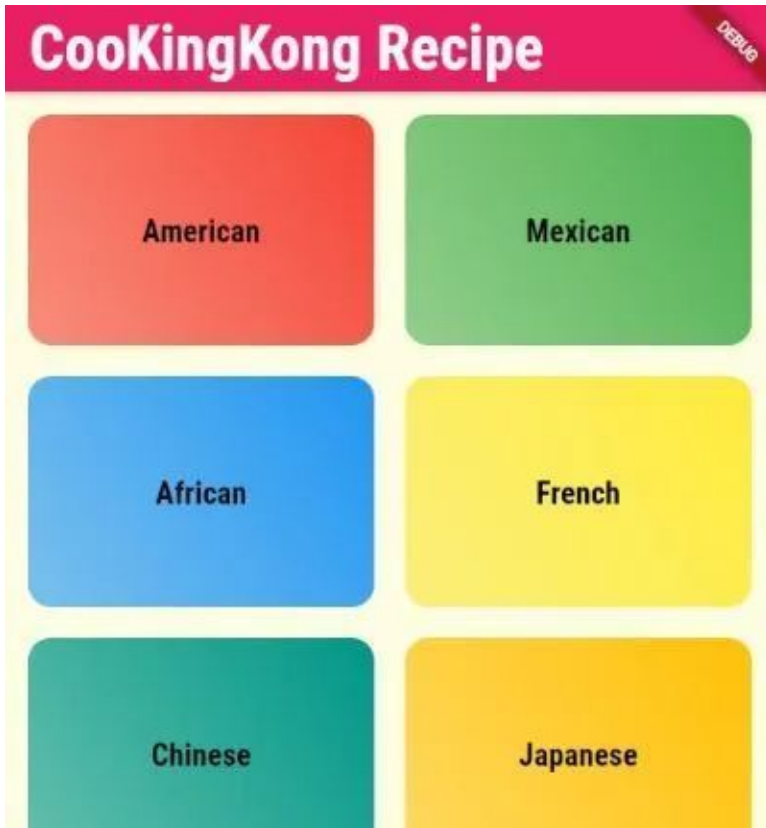 CooKingKong Recipe
DEBUG
American
Mexican
African
French
Chinese
Japanese